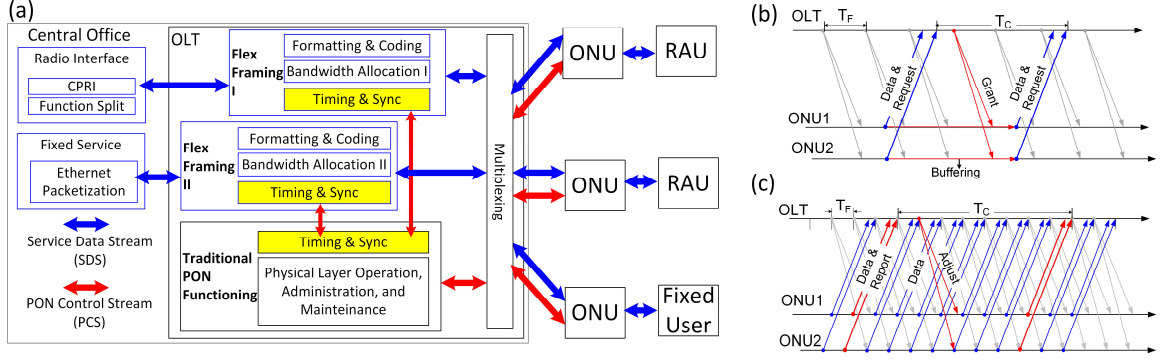 (a)
Central Office
Radio Interface
CPRI
Function Split
Fixed Service
Ethernet
Packetization
Service Data Stream
(SDS)
PON Control Stream
(PCS)
OLT
Flex
Framing
I
Formatting & Coding
Bandwidth Allocation I
Timing & Sync
Flex
Framing
II
Formatting & Coding
Bandwidth Allocation II
Timing & Sync
Traditional
PON
Functioning
Timing & Sync
Physical Layer Operation,
Administration, and
Mainteinance
Multiplexing
ONU
RAU
ONU
RAU
ONU
Fixed
User
(b)
OLT
TF
TC
Data &
Request
Grant
Data &
Request
ONU1
ONU2
Buffering
(c)
OLT
TF
TC
Data &
Report
Data
Adjust
ONU1
ONU2